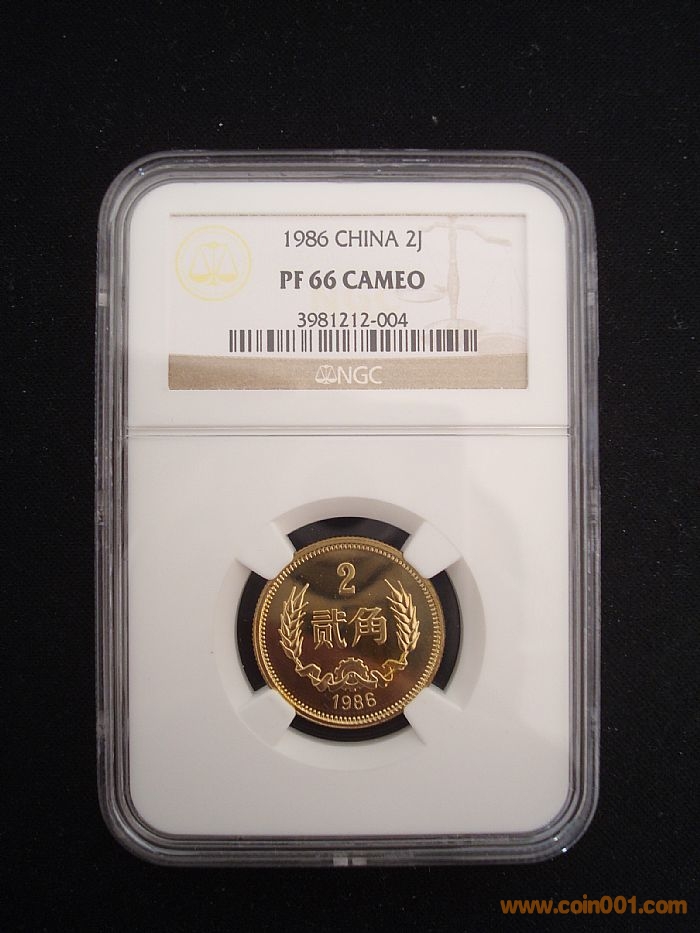 1986 CHINA 2J
PF 66 CAMEO
3981212-004
NGC
2
贰角
1986
www.coin001.com